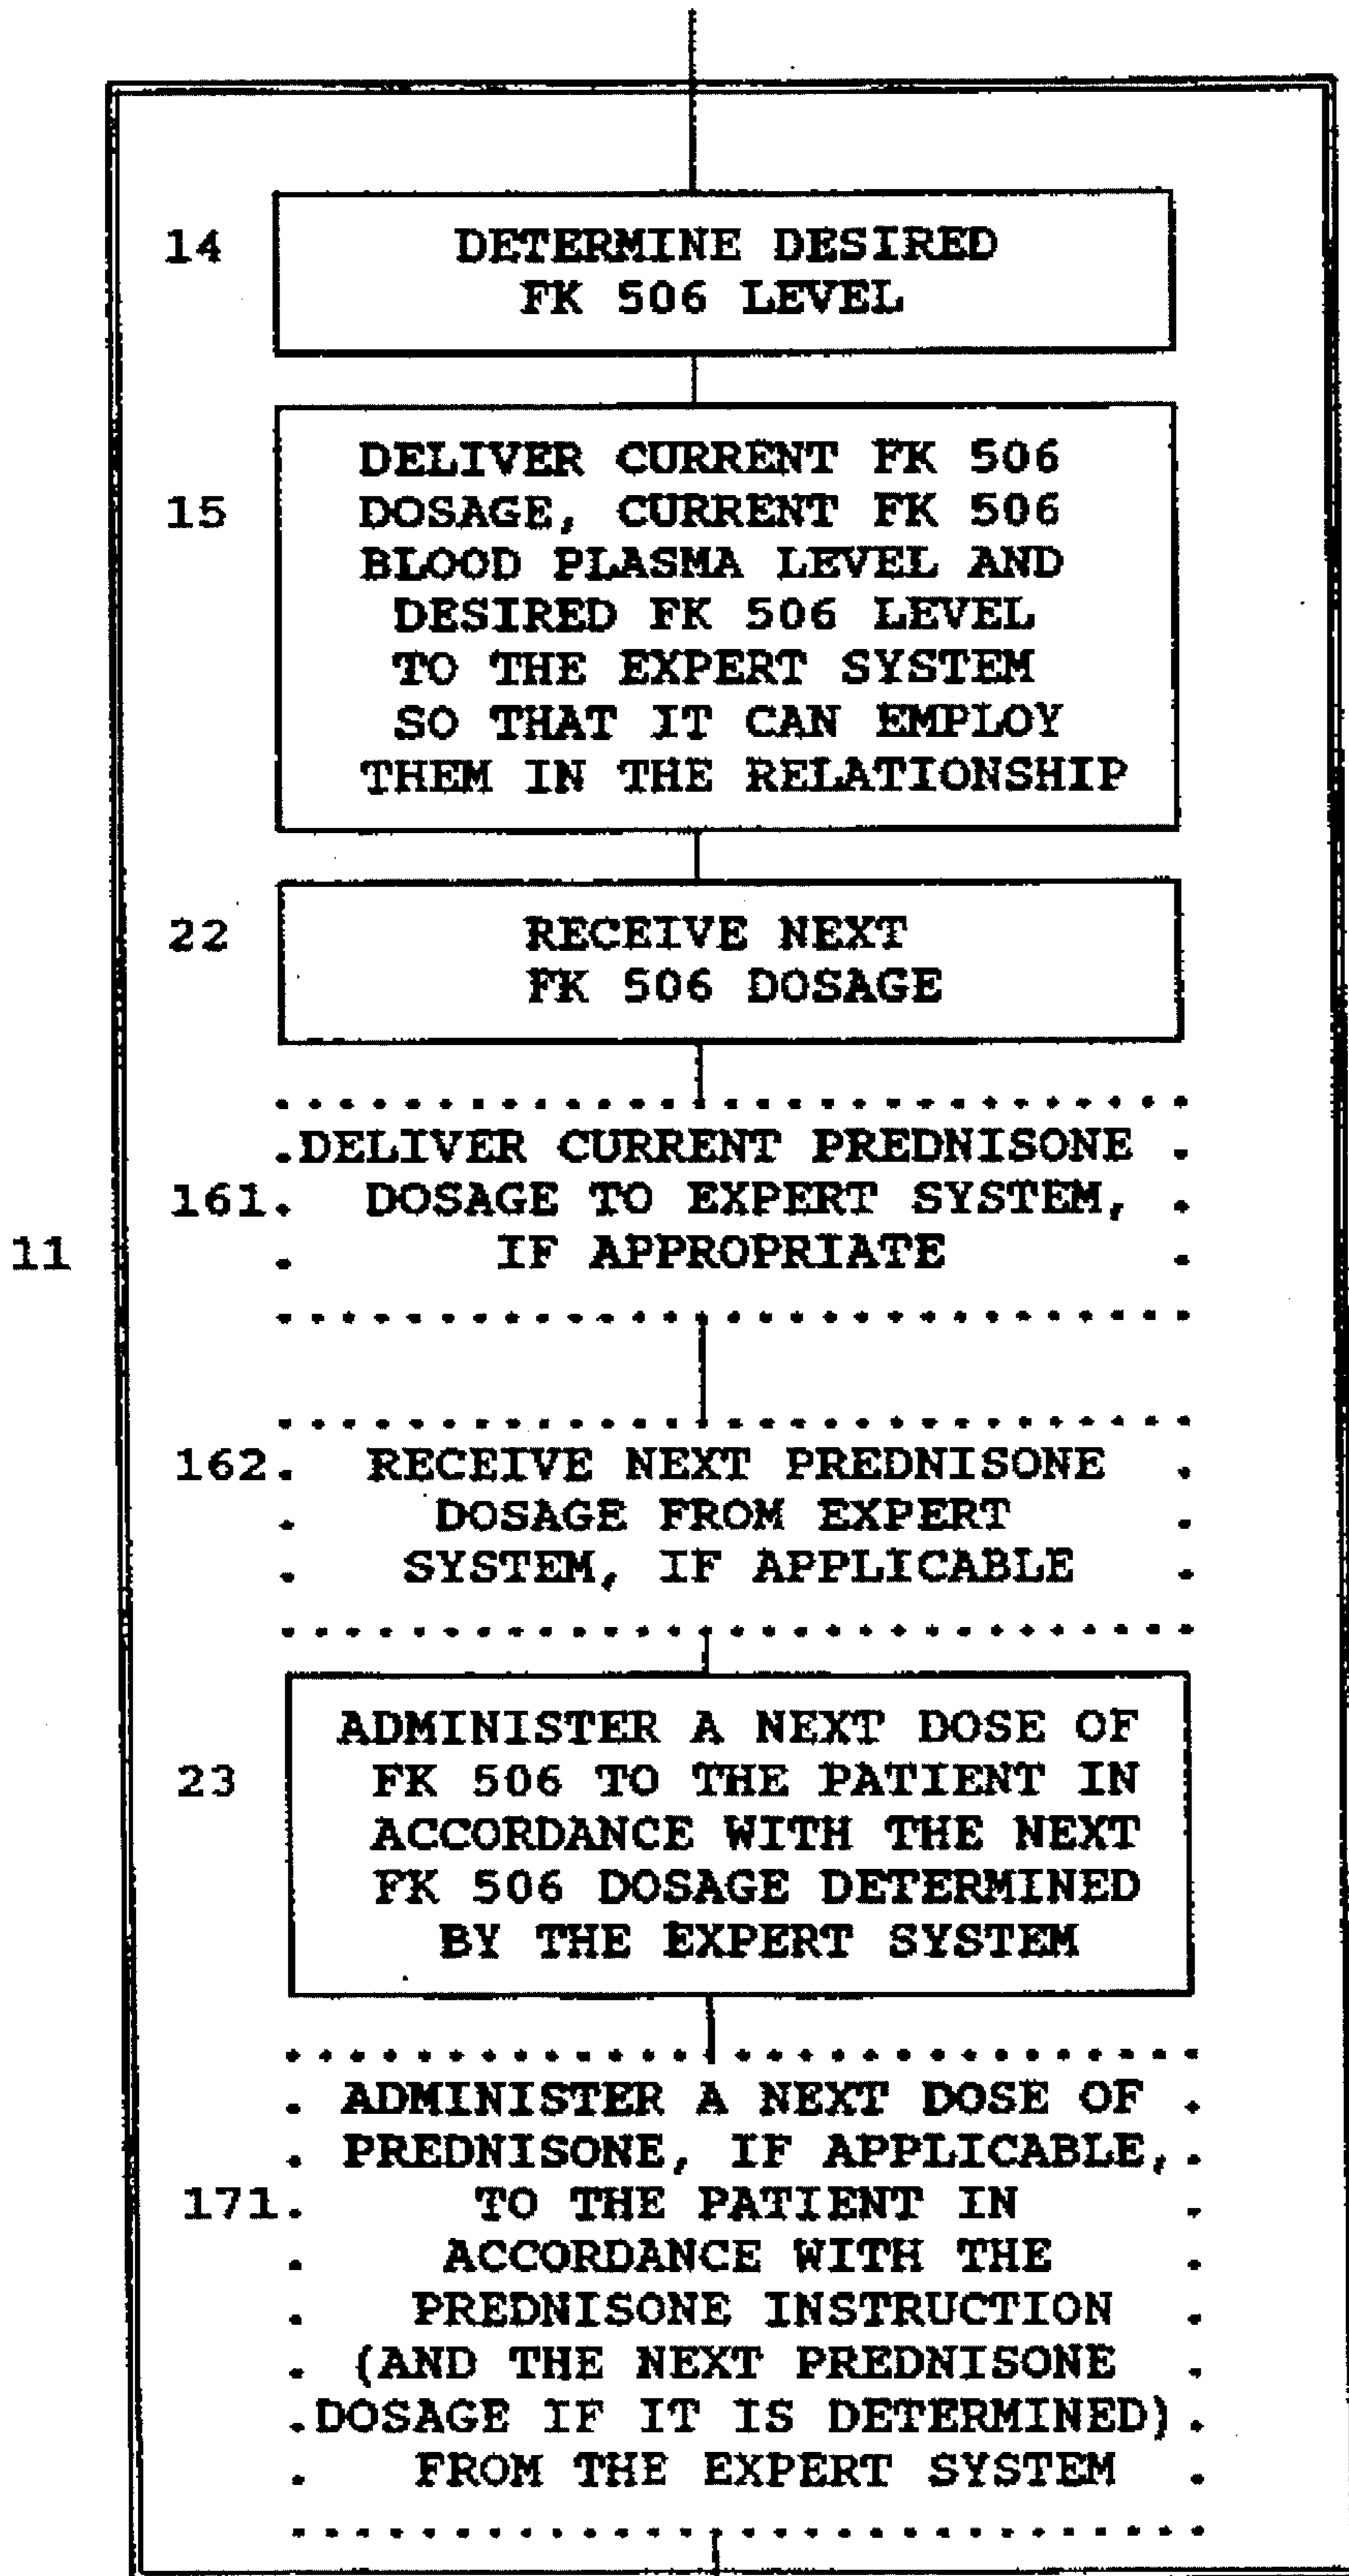 14 DETERMINE DESIRED
FK 506 LEVEL
DELIVER CURRENT FK 506
15 DOSAGE, CURRENT FK 506
BLOOD PLASMA LEVEL AND
DESIRED FK 506 LEVEL
TO THE EXPERT SYSTEM
SO THAT IT CAN EMPLOY
THEM IN THE RELATIONSHIP
22 RECEIVE NEXT
FK 506 DOSAGE
DELIVER CURRENT PREDNISONE
161 DOSAGE TO EXPERT SYSTEM,
11 IF APPROPRIATE
162 RECEIVE NEXT PREDNISONE
DOSAGE FROM EXPERT
SYSTEM, IF APPLICABLE
ADMINISTER A NEXT DOSE OF
23 FK 506 TO THE PATIENT IN
ACCORDANCE WITH THE NEXT
FK 506 DOSAGE DETERMINED
BY THE EXPERT SYSTEM
ADMINISTER A NEXT DOSE OF
PREDNISONE, IF APPLICABLE,
171 TO THE PATIENT IN
ACCORDANCE WITH THE
PREDNISONE INSTRUCTION
(AND THE NEXT PREDNISONE
DOSAGE IF IT IS DETERMINED)
FROM THE EXPERT SYSTEM